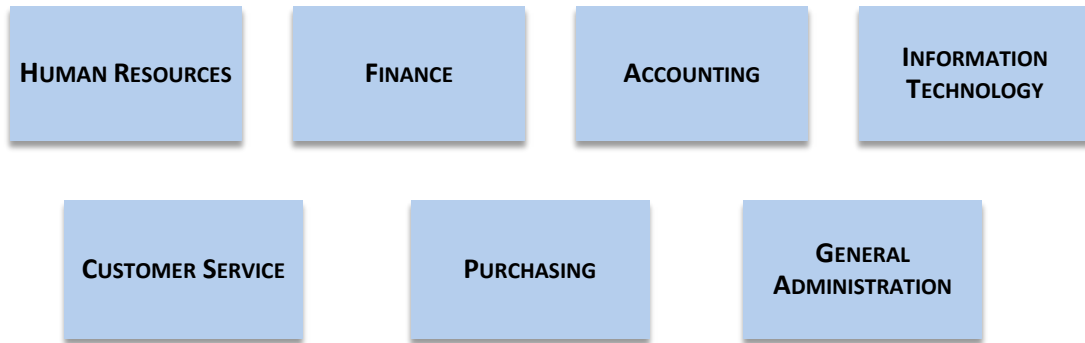 HUMAN RESOURCES
FINANCE
ACCOUNTING
INFORMATION
TECHNOLOGY
CUSTOMER SERVICE
PURCHASING
GENERAL
ADMINISTRATION